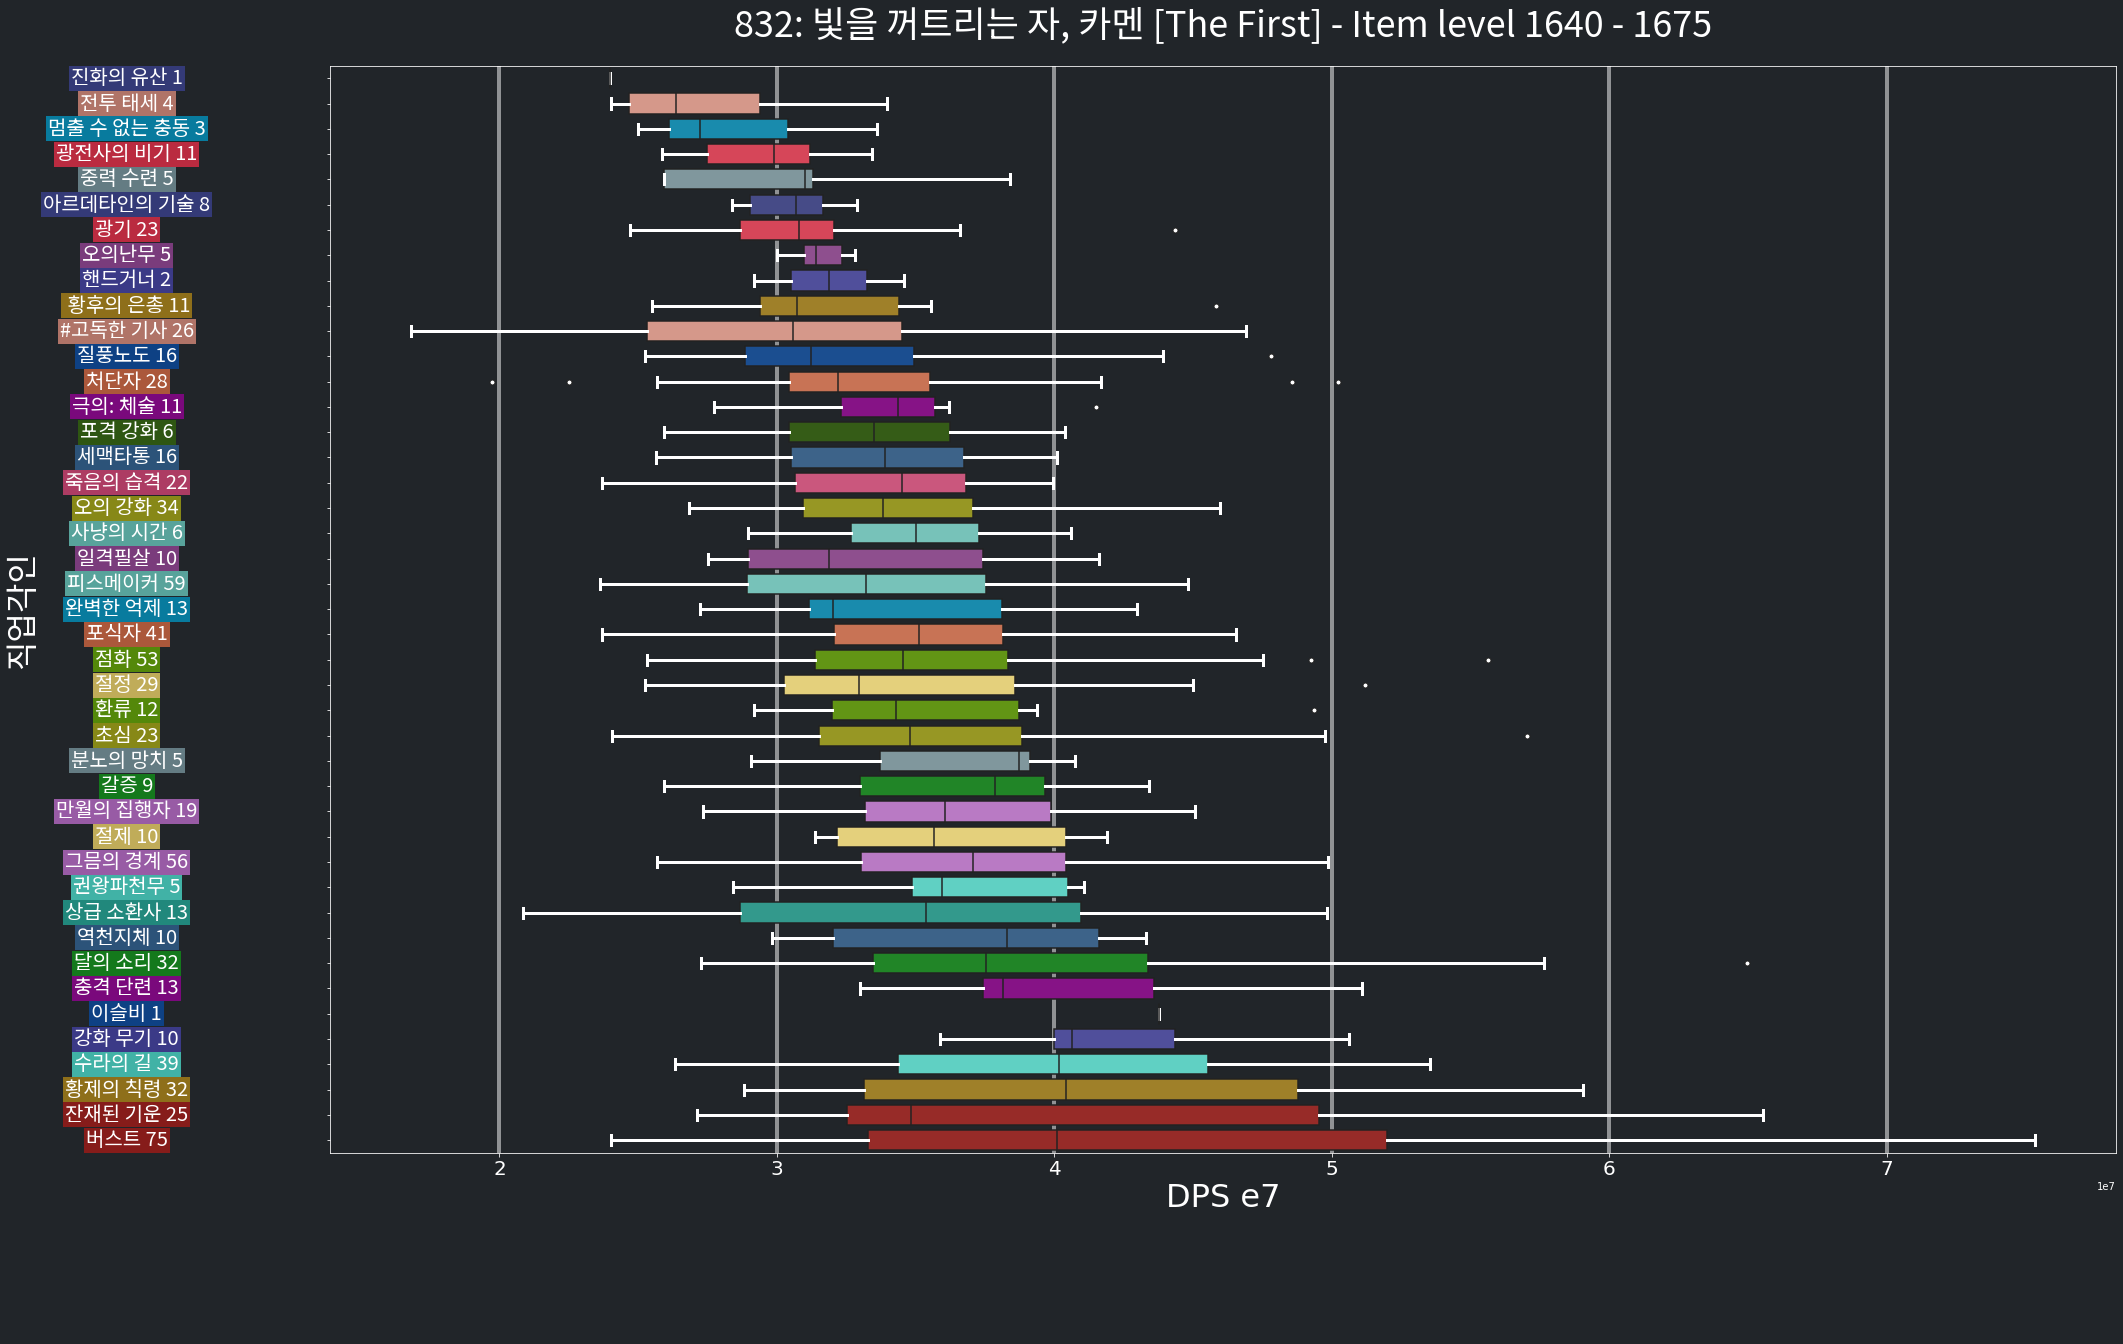 832: 빛을 꺼트리는 자, 카멘 [The First] - Item level 1640 - 1675
직업각인
진화의 유산 1
전투 태세 4
멈출 수 없는 충동 3
광전사의 비기 11
중력 수련 5
아르데타인의 기술 8
광기 23
오의난무 5
핸드거너 2
황후의 은총 11
#고독한 기사 26
질풍노도 16
처단자 28
극의: 체술 11
포격 강화 6
세맥타통 16
죽음의 습격 22
오의 강화 34
사냥의 시간 6
일격필살 10
피스메이커 59
완벽한 억제 13
포식자 41
점화 53
절정 29
환류 12
초심 23
분노의 망치 5
갈증 9
만월의 집행자 19
절제 10
그믐의 경계 56
권왕파천무 5
상급 소환사 13
역천지체 10
달의 소리 32
충격 단련 13
이슬비 1
강화 무기 10
수라의 길 39
황제의 칙령 32
잔재된 기운 25
버스트 75
2 3 4 5 6 7
1e7
DPS e7